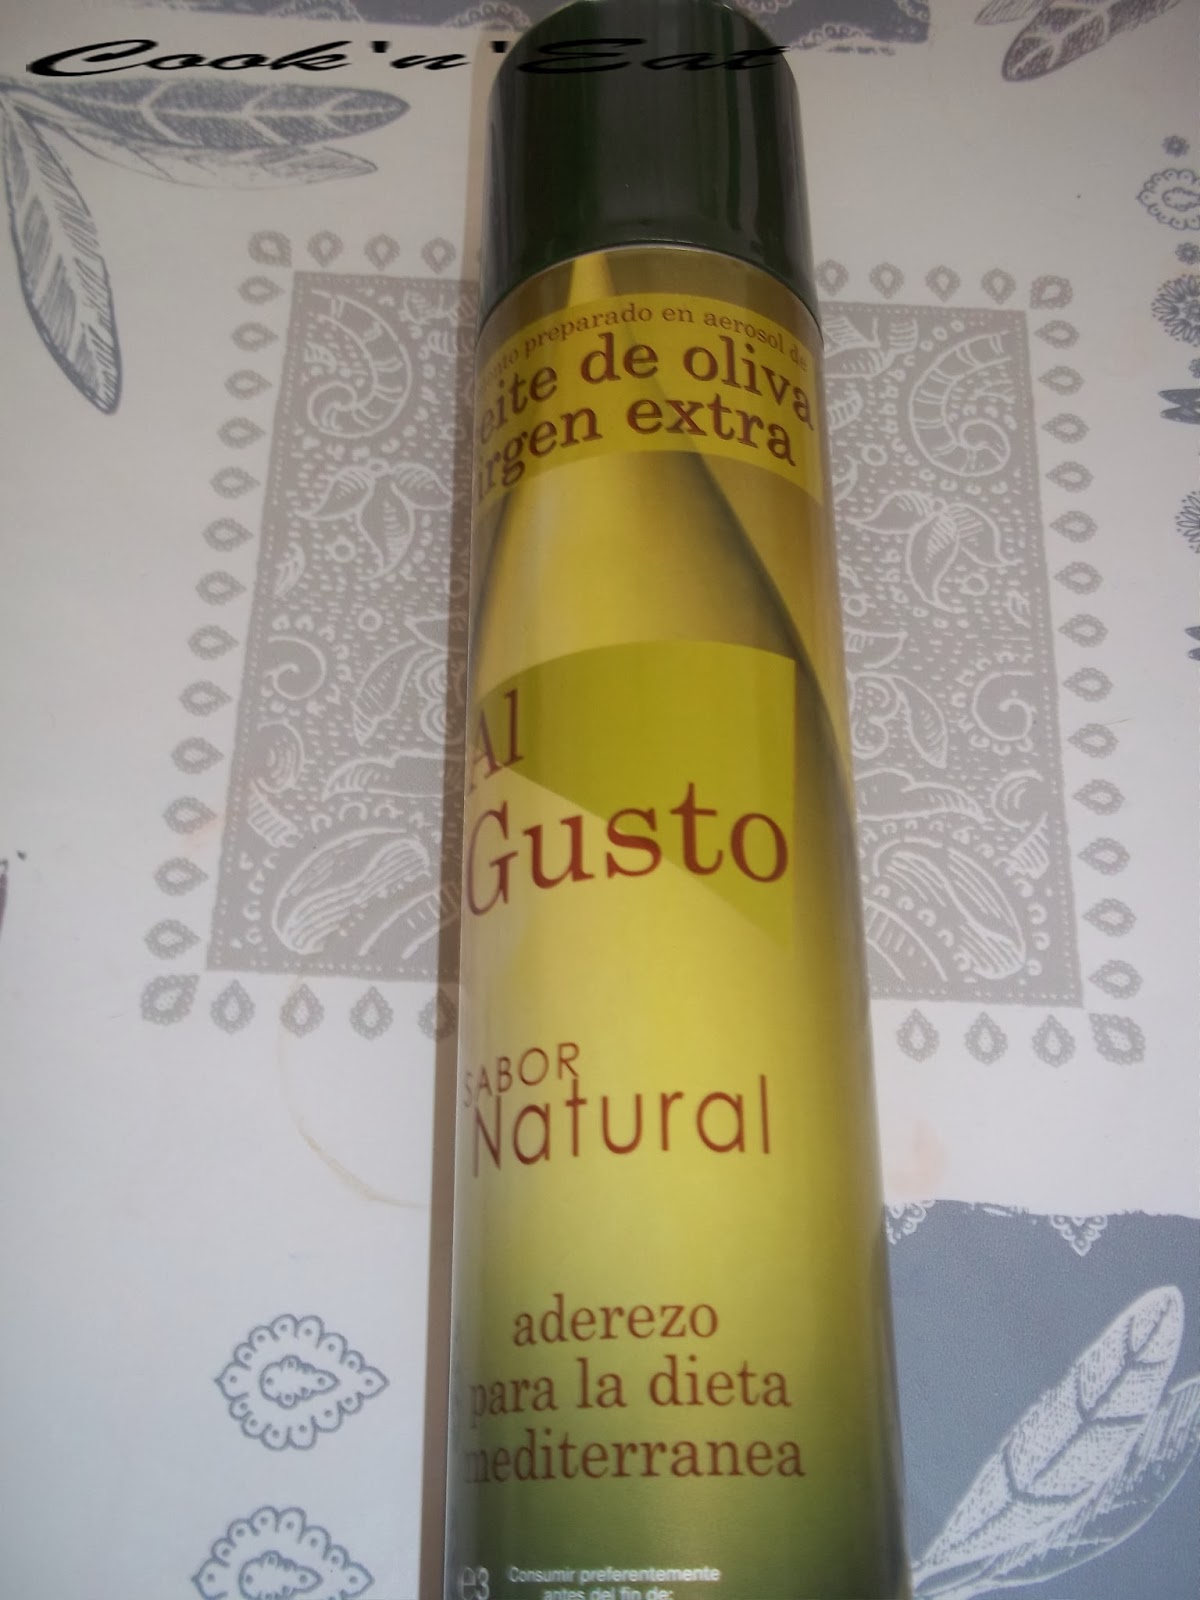 Cook'n'Eat
preparado en aerosol de
eite de oliva
irgen extra
Al
Gusto
SABOR
Natural
aderezo
para la dieta
mediterranea
e3
Consumir preferentemente
antes del fin de: